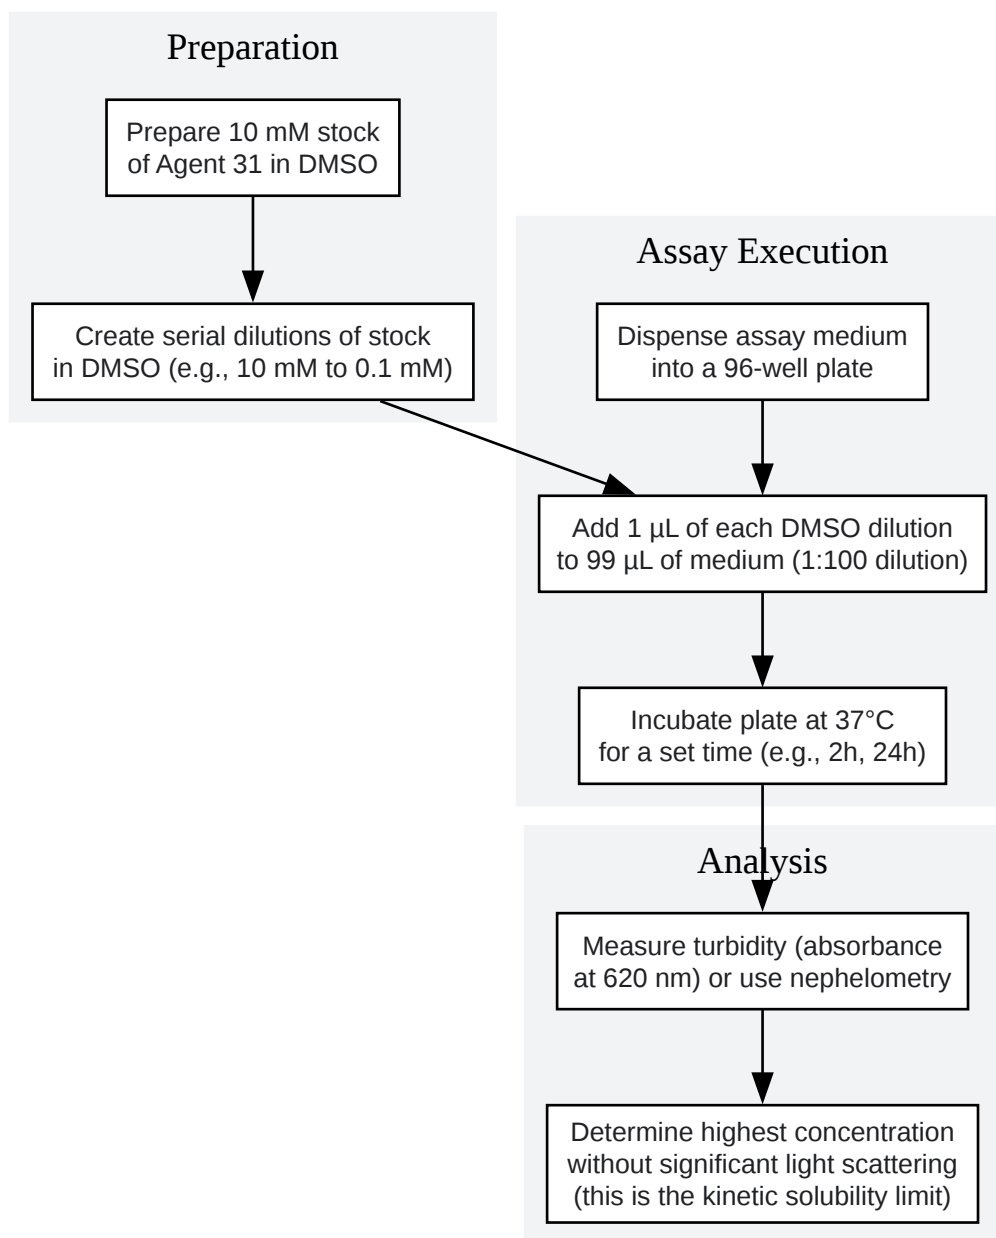 Preparation
Prepare 10 mM stock
of Agent 31 in DMSO
Create serial dilutions of stock
in DMSO (e.g., 10 mM to 0.1 mM)
Assay Execution
Dispense assay medium
into a 96-well plate
Add 1 µL of each DMSO dilution
to 99 µL of medium (1:100 dilution)
Incubate plate at 37°C
for a set time (e.g., 2h, 24h)
Analysis
Measure turbidity (absorbance
at 620 nm) or use nephelometry
Determine highest concentration
without significant light scattering
(this is the kinetic solubility limit)